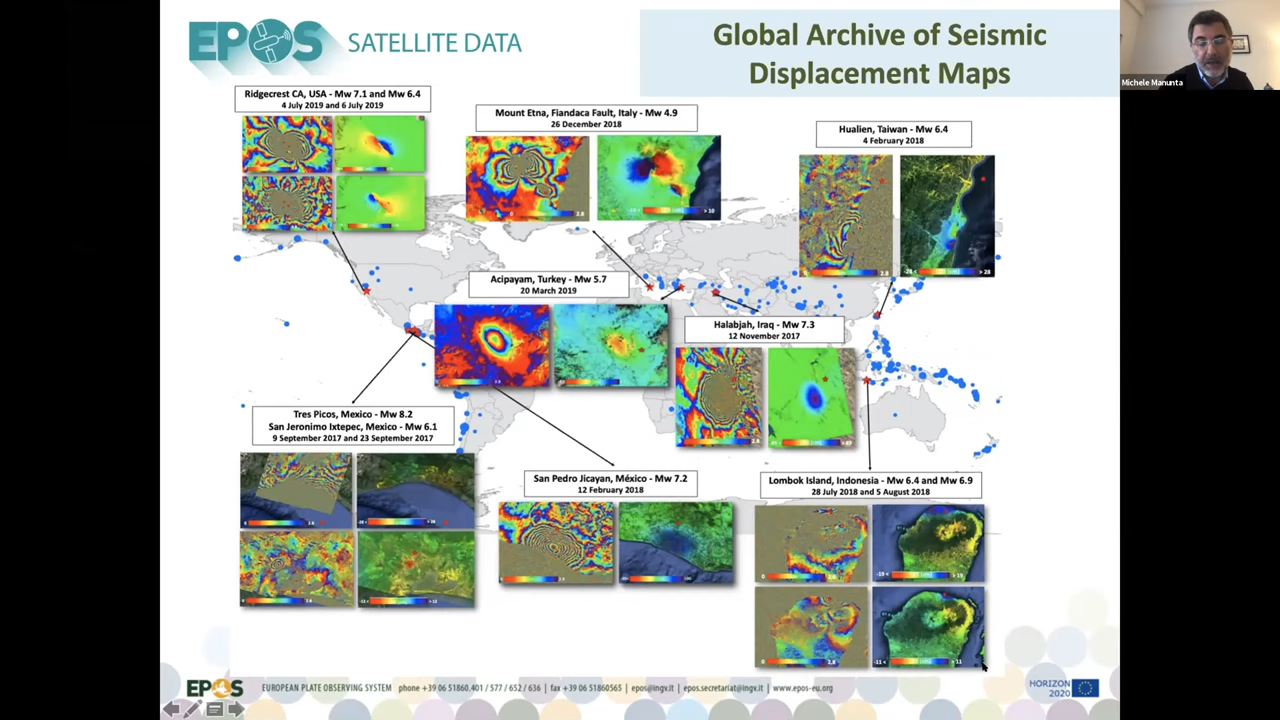 EPOS SATELLITE DATA
Global Archive of Seismic
Displacement Maps
Michele Manunta
Ridgecrest CA, USA - Mw 7.1 and Mw 6.4
4 July 2019 and 6 July 2019
Mount Etna, Fiandaca Fault, Italy - Mw 4.9
26 December 2018
Hualien, Taiwan - Mw 6.4
4 February 2018
Acipayam, Turkey - Mw 5.7
20 March 2019
Halabjah, Iraq - Mw 7.3
12 November 2017
Tres Picos, Mexico - Mw 8.2
San Jeronimo Ixtepec, Mexico - Mw 6.1
9 September 2017 and 23 September 2017
San Pedro Jicayan, México - Mw 7.2
12 February 2018
Lombok Island, Indonesia - Mw 6.4 and Mw 6.9
28 July 2018 and 5 August 2018
EPOS
EUROPEAN PLATE OBSERVING SYSTEM phone +39 06 51860.401 / 577 / 652 / 636 | fax +39 06 51860565 | epos@ingv.it | epos.secretariat@ingv.it | www.epos-eu.org
HORIZON
2020